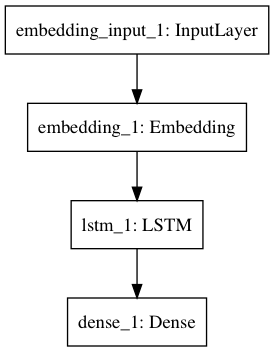 embedding_input_1: InputLayer
embedding_1: Embedding
lstm_1: LSTM
dense_1: Dense